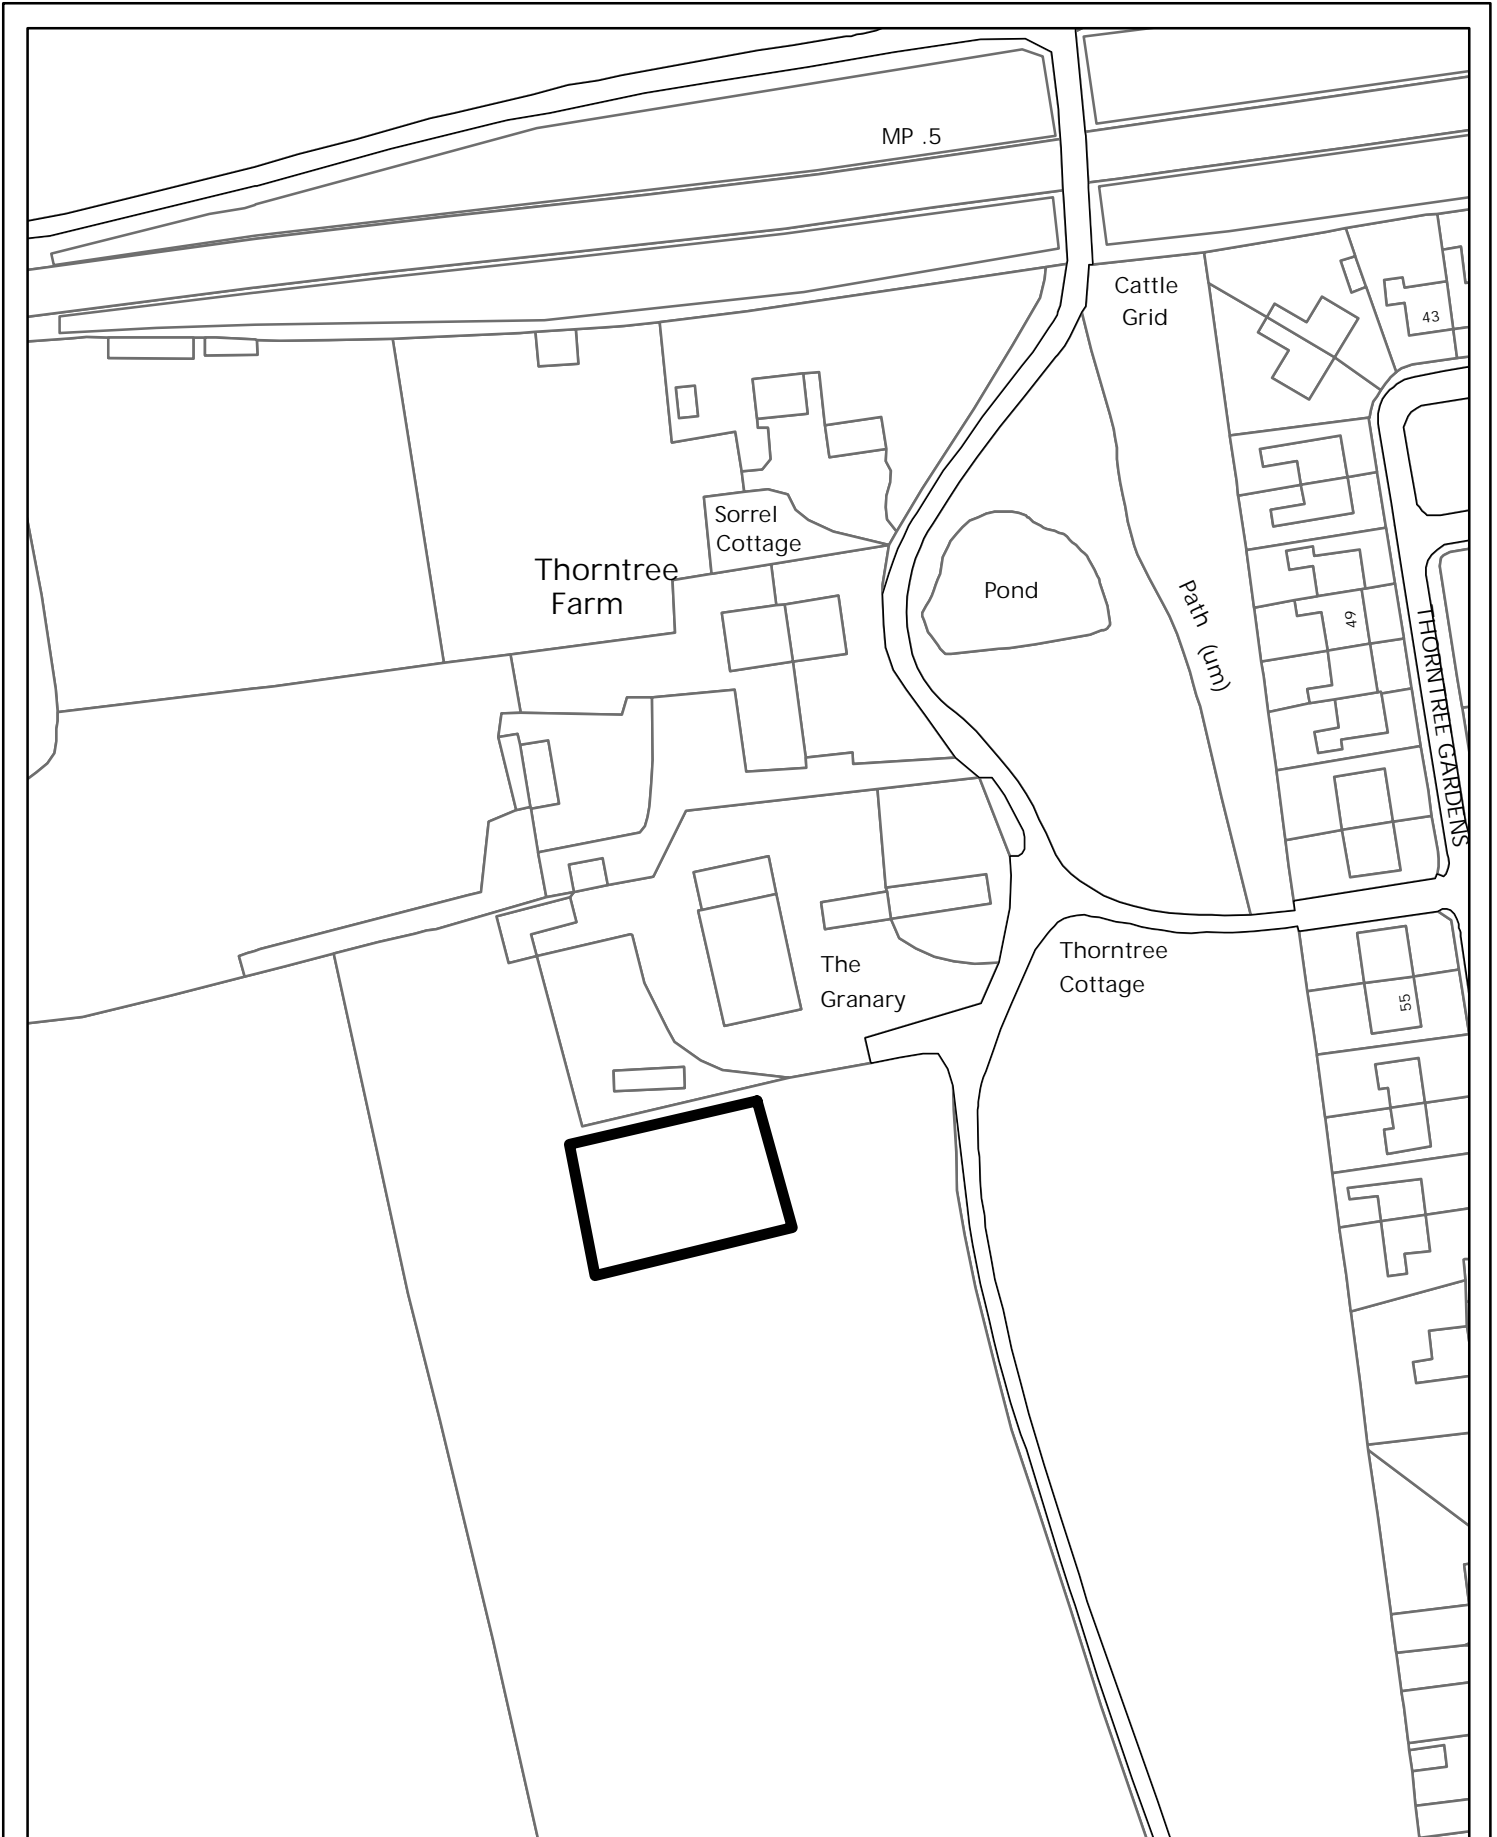 MP .5
Cattle
Grid
43
Sorrel
Cottage
Thorntree
Farm
Pond
Path (um)
49
THORNTREE GARDENS
The
Granary
Thorntree
Cottage
55